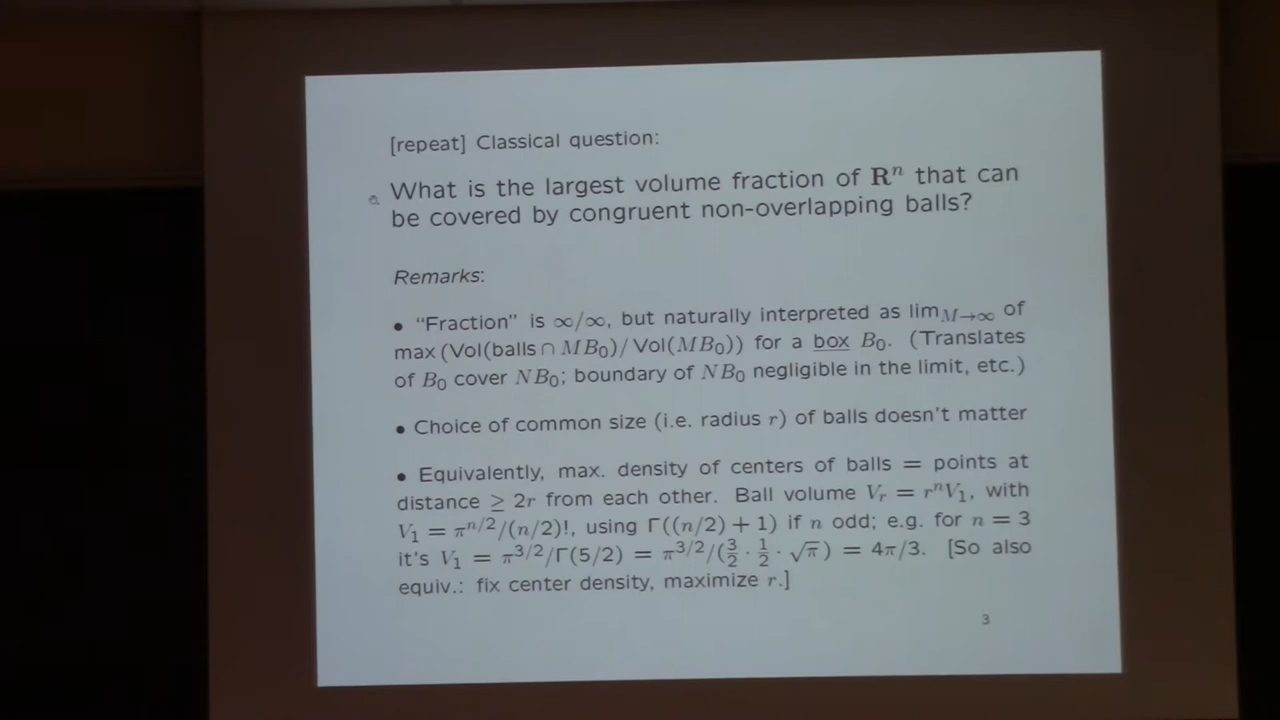 [repeat] Classical question:
What is the largest volume fraction of Rⁿ that can
be covered by congruent non-overlapping balls?
Remarks:
• “Fraction” is ∞/∞, but naturally interpreted as lim_{M→∞} of
max (Vol(balls ∩ MB₀)/ Vol(MB₀)) for a box B₀. (Translates
of B₀ cover NB₀; boundary of NB₀ negligible in the limit, etc.)
• Choice of common size (i.e. radius r) of balls doesn't matter
• Equivalently, max. density of centers of balls = points at
distance ≥ 2r from each other. Ball volume V_r = rⁿV₁, with
V₁ = π^{n/2}/(n/2)!, using Γ((n/2) + 1) if n odd; e.g. for n = 3
it's V₁ = π^{3/2}/Γ(5/2) = π^{3/2}/(3/2 · 1/2 · √π) = 4π/3. [So also
equiv.: fix center density, maximize r.]
3